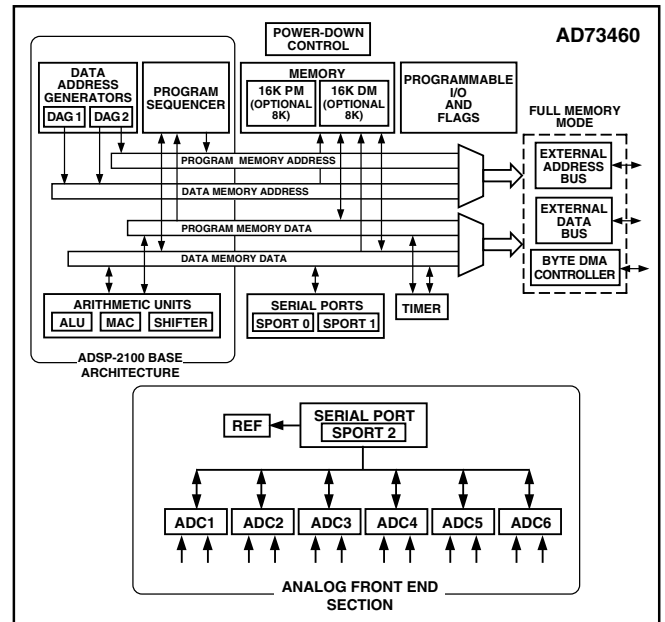 AD73460
POWER-DOWN
CONTROL
DATA
ADDRESS
GENERATORS
DAG 1
DAG 2
PROGRAM
SEQUENCER
MEMORY
16K PM
(OPTIONAL
8K)
16K DM
(OPTIONAL
8K)
PROGRAMMABLE
I/O
AND
FLAGS
FULL MEMORY
MODE
EXTERNAL
ADDRESS
BUS
EXTERNAL
DATA
BUS
BYTE DMA
CONTROLLER
PROGRAM MEMORY ADDRESS
DATA MEMORY ADDRESS
PROGRAM MEMORY DATA
DATA MEMORY DATA
ARITHMETIC UNITS
ALU
MAC
SHIFTER
SERIAL PORTS
SPORT 0
SPORT 1
TIMER
ADSP-2100 BASE
ARCHITECTURE
REF
SERIAL PORT
SPORT 2
ADC1
ADC2
ADC3
ADC4
ADC5
ADC6
ANALOG FRONT END
SECTION